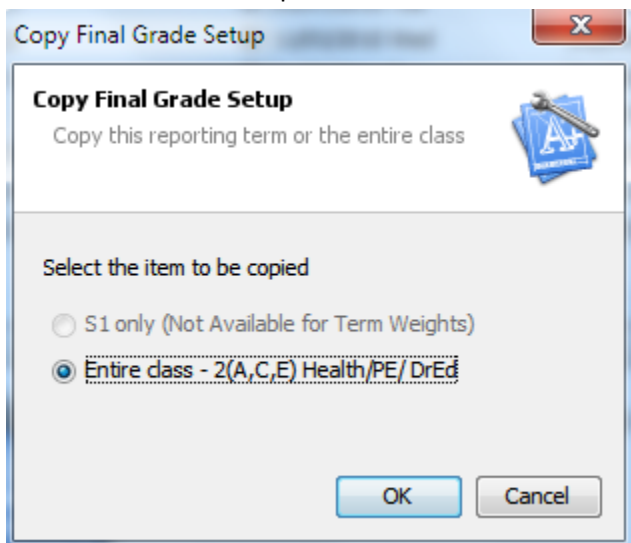 Copy Final Grade Setup
Copy Final Grade Setup
Copy this reporting term or the entire class
A+
Select the item to be copied
S1 only (Not Available for Term Weights)
Entire class - 2(A,C,E) Health/PE/ DrEd
OK
Cancel